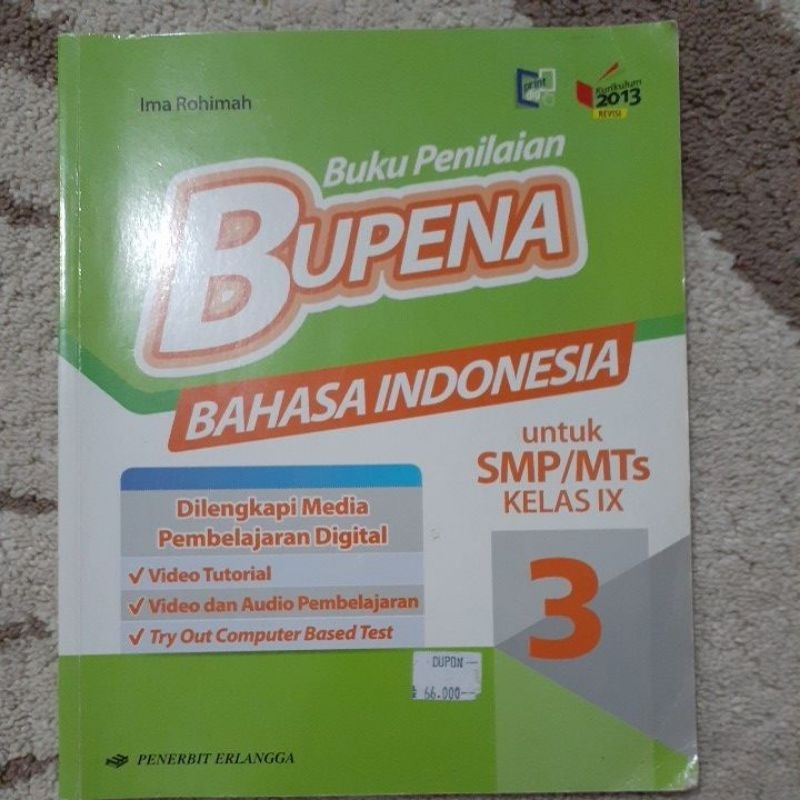 Ima Rohimah
print
Kurikulum
2013
REVISI
Buku Penilaian
BUPENA
BAHASA INDONESIA
untuk
SMP/MTs
KELAS IX
3
Dilengkapi Media
Pembelajaran Digital
✓ Video Tutorial
✓ Video dan Audio Pembelajaran
✓ Try Out Computer Based Test
DUPON
66.000
PENERBIT ERLANGGA